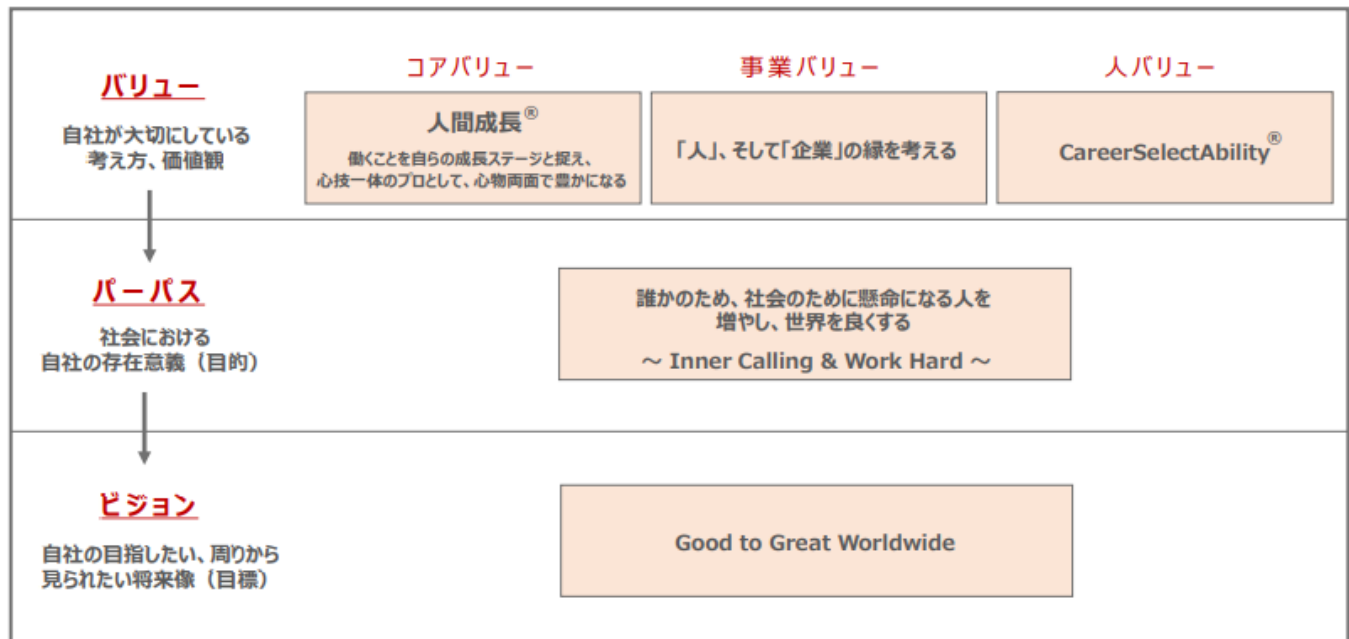 バリュー
自社が大切にしている
考え方、価値観
コアバリュー
人間成長®
働くことを自らの成長ステージと捉え、
心技一体のプロとして、心物両面で豊かになる
事業バリュー
「人」、そして「企業」の縁を考える
人バリュー
CareerSelectAbility®
パーパス
社会における
自社の存在意義（目的）
誰かのため、社会のために懸命になる人を
増やし、世界を良くする
～ Inner Calling & Work Hard ～
ビジョン
自社の目指したい、周りから
見られたい将来像（目標）
Good to Great Worldwide